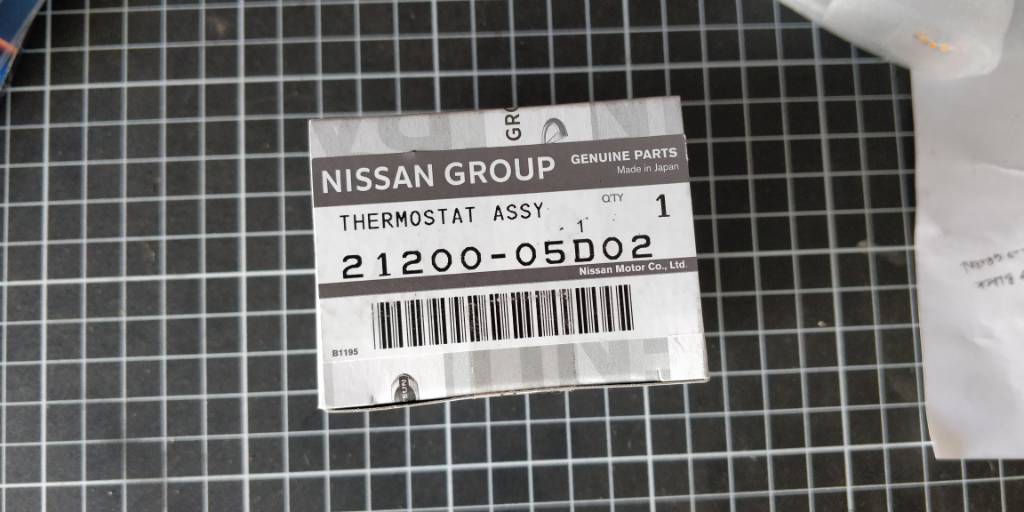 GRO
NISSAN GROUP
GENUINE PARTS
Made in Japan
THERMOSTAT ASSY
QTY 1
1
21200-05D02
Nissan Motor Co., Ltd
B1195